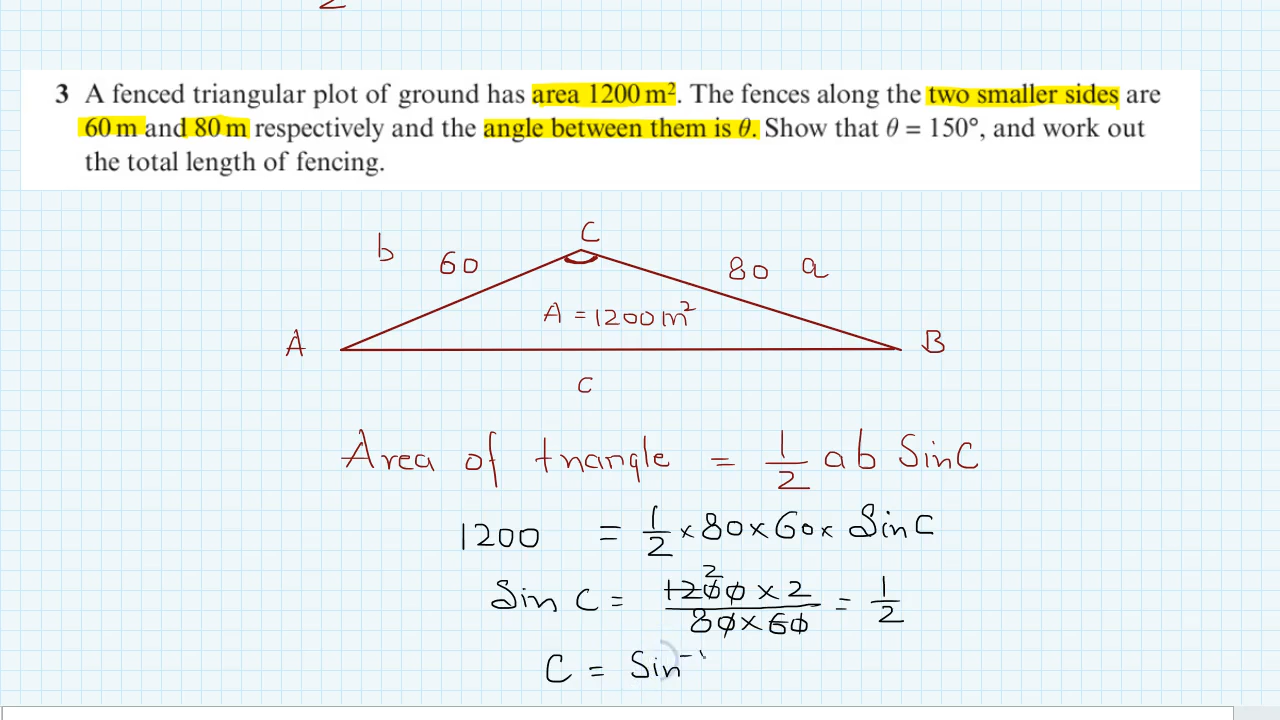 2
3 A fenced triangular plot of ground has area 1200 m². The fences along the two smaller sides are
60 m and 80 m respectively and the angle between them is θ. Show that θ = 150°, and work out
the total length of fencing.
C
b 60 80 a
A = 1200 m²
A B
c
Area of triangle = 1/2 ab Sin C
1200 = 1/2 × 80 × 60 × Sin C
Sin C = 1200 × 2 / 80 × 60 = 1/2
2
C = Sin⁻